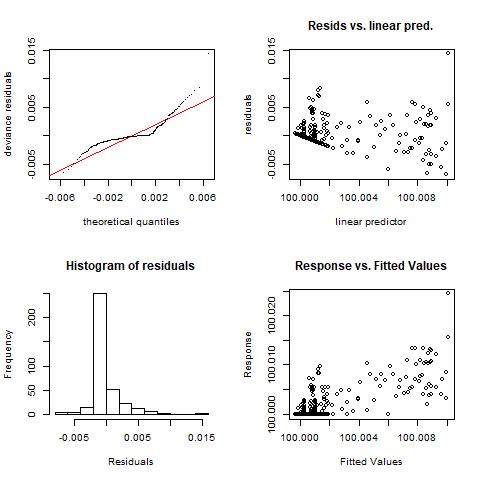 Resids vs. linear pred.
deviance residuals
-0.005 0.005 0.015
-0.006 -0.002 0.002 0.006
theoretical quantiles
residuals
-0.005 0.005 0.015
100.000 100.004 100.008
linear predictor
Histogram of residuals
Response vs. Fitted Values
Frequency
0 50 100 200
-0.005 0.005 0.015
Residuals
Response
100.000 100.010 100.020
100.000 100.004 100.008
Fitted Values